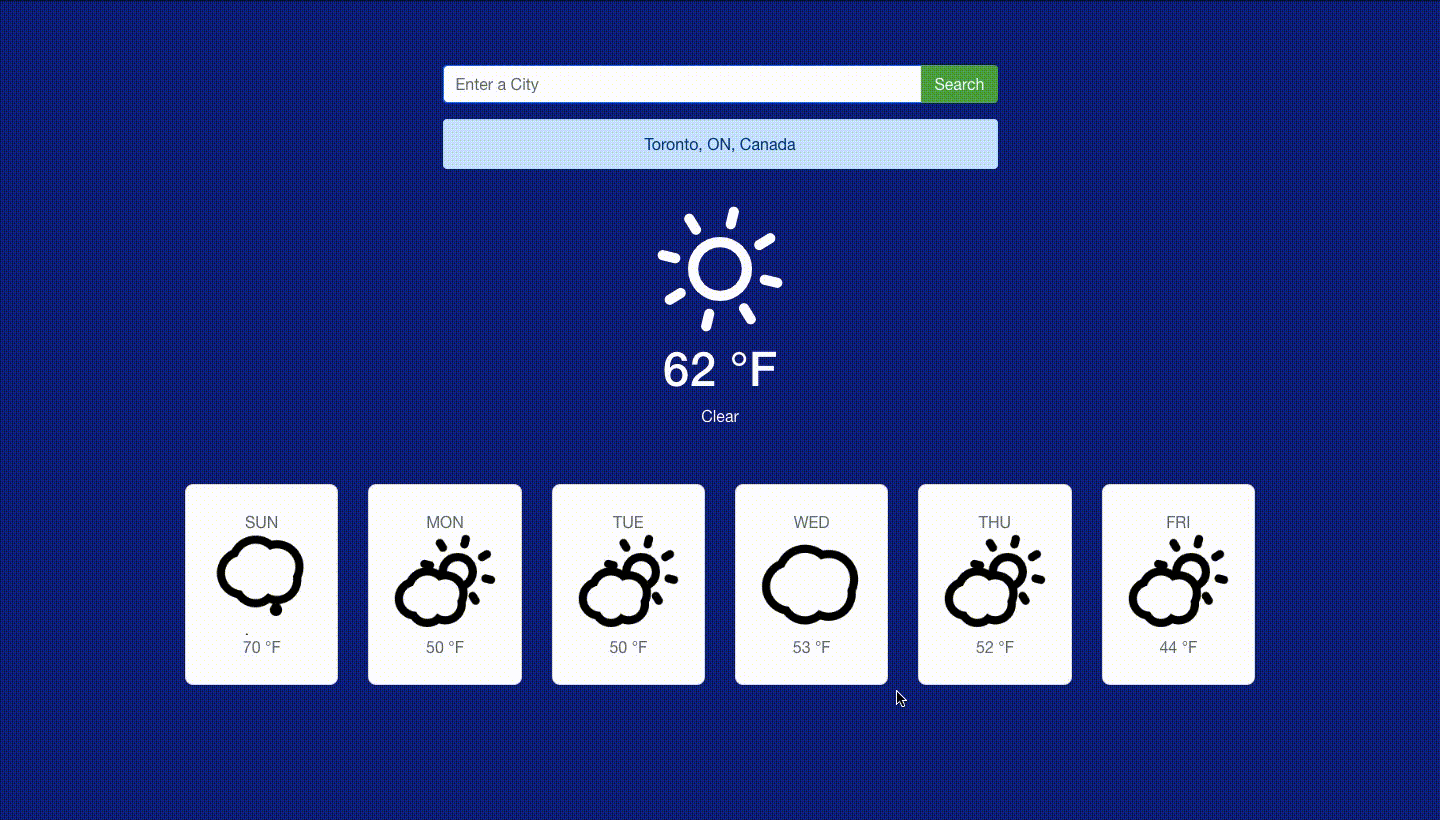 Enter a City
Search
Toronto, ON, Canada
62 °F
Clear
SUN
70 °F
MON
50 °F
TUE
50 °F
WED
53 °F
THU
52 °F
FRI
44 °F